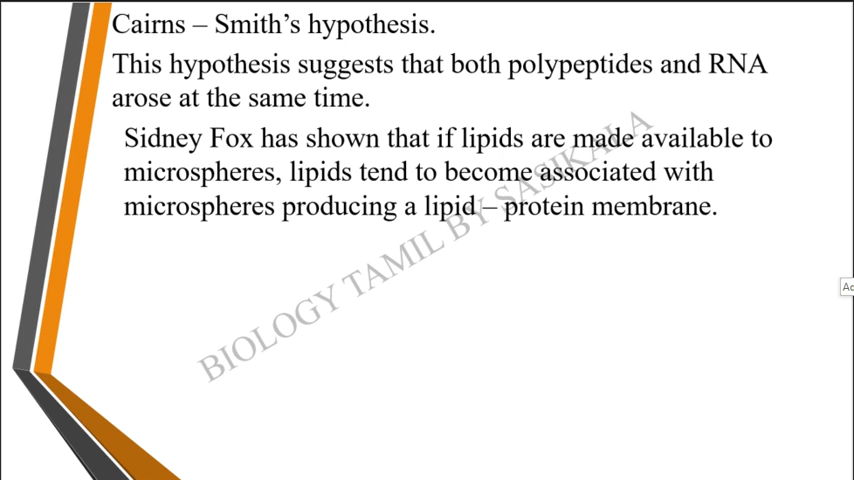 Cairns – Smith’s hypothesis.
This hypothesis suggests that both polypeptides and RNA
arose at the same time.
Sidney Fox has shown that if lipids are made available to
microspheres, lipids tend to become associated with
microspheres producing a lipid – protein membrane.
BIOLOGY TAMIL BY SASIKALA
Ac